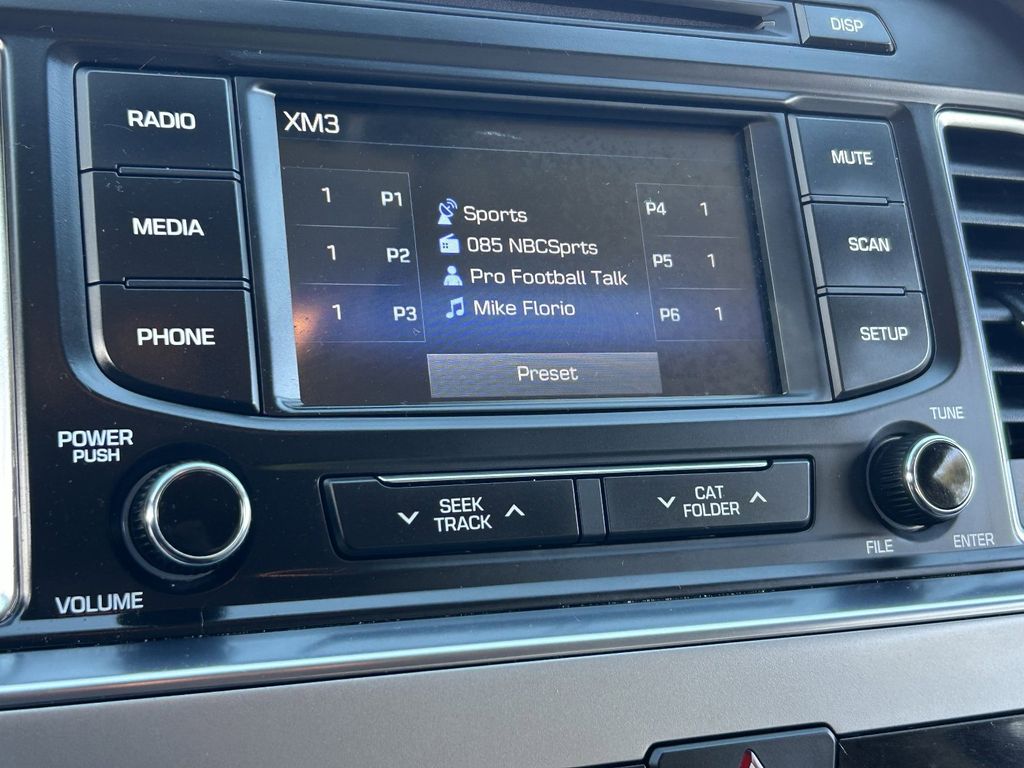 DISP
RADIO
MEDIA
PHONE
XM3
1 P1
1 P2
1 P3
Sports
085 NBCSprts
Pro Football Talk
Mike Florio
Preset
P4 1
P5 1
P6 1
MUTE
SCAN
SETUP
POWER
PUSH
VOLUME
SEEK
TRACK
CAT
FOLDER
TUNE
FILE
ENTER